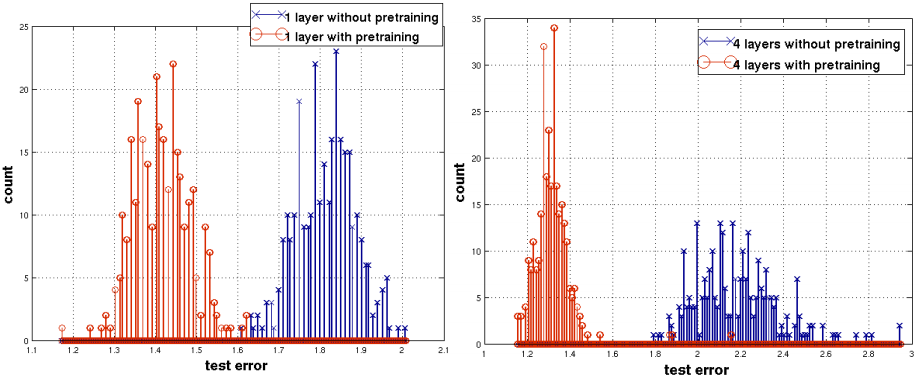 1 layer without pretraining
1 layer with pretraining
25
20
15
10
5
0
count
1.1 1.2 1.3 1.4 1.5 1.6 1.7 1.8 1.9 2 2.1
test error
4 layers without pretraining
4 layers with pretraining
35
30
25
20
15
10
5
0
count
1 1.2 1.4 1.6 1.8 2 2.2 2.4 2.6 2.8 3
test error